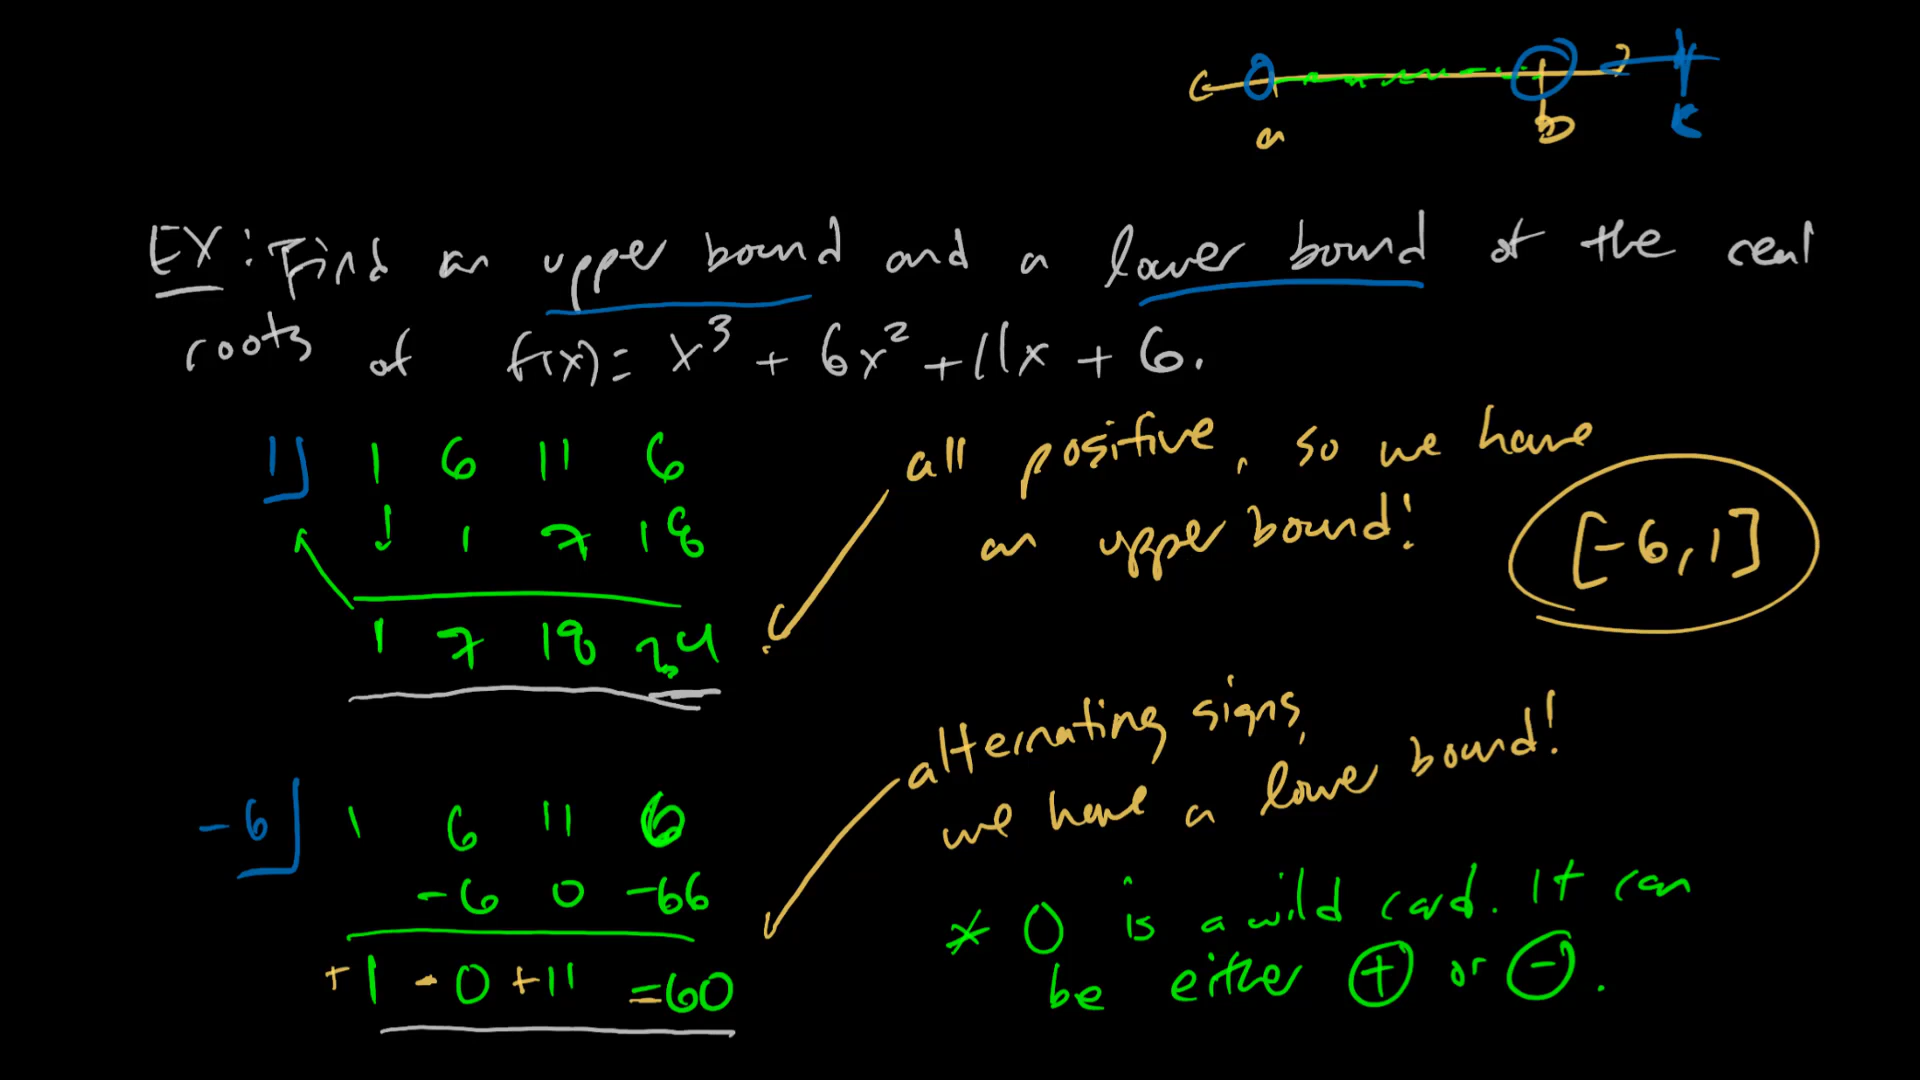 a b c
EX: Find an upper bound and a lower bound of the real
roots of f(x) = x³ + 6x² + 11x + 6.
1 1 6 11 6
1 7 18
1 7 18 24
all positive, so we have
an upper bound!
[-6, 1]
-6 1 6 11 6
-6 0 -66
+1 -0 +11 -60
alternating signs,
we have a lower bound!
* 0 is a wild card. It can
be either + or -.